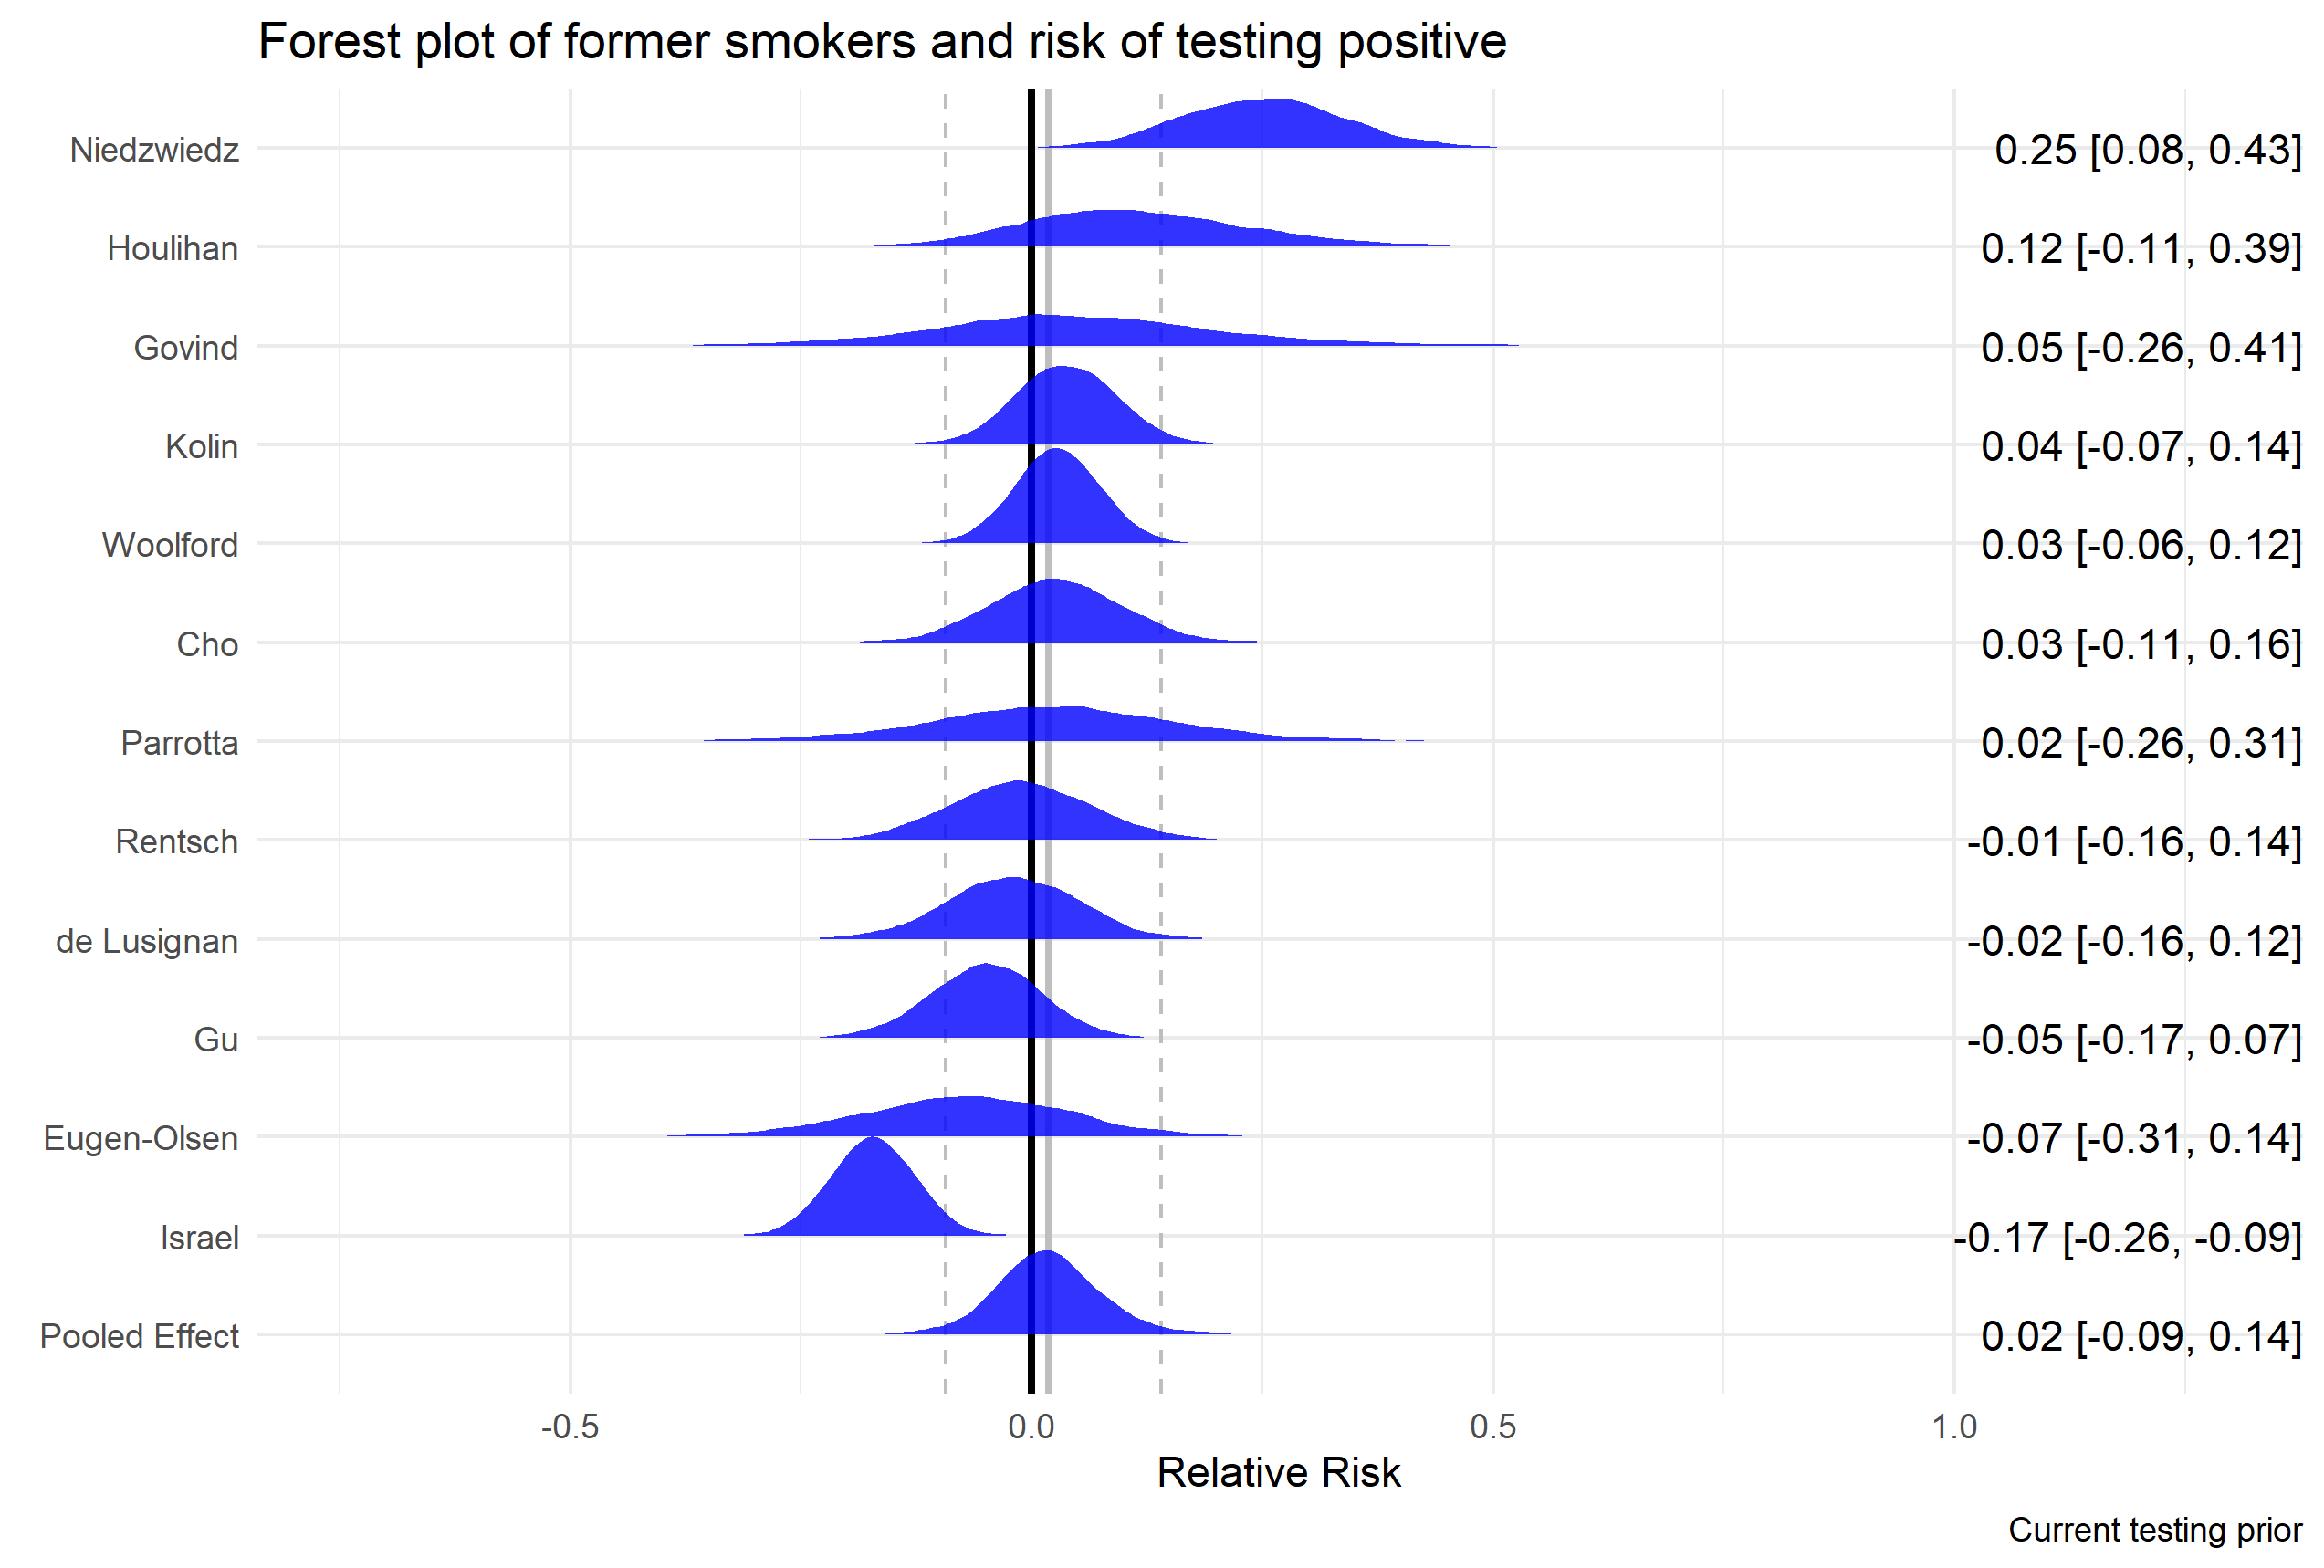 Forest plot of former smokers and risk of testing positive
Niedzwiedz 0.25 [0.08, 0.43]
Houlihan 0.12 [-0.11, 0.39]
Govind 0.05 [-0.26, 0.41]
Kolin 0.04 [-0.07, 0.14]
Woolford 0.03 [-0.06, 0.12]
Cho 0.03 [-0.11, 0.16]
Parrotta 0.02 [-0.26, 0.31]
Rentsch -0.01 [-0.16, 0.14]
de Lusignan -0.02 [-0.16, 0.12]
Gu -0.05 [-0.17, 0.07]
Eugen-Olsen -0.07 [-0.31, 0.14]
Israel -0.17 [-0.26, -0.09]
Pooled Effect 0.02 [-0.09, 0.14]
-0.5 0.0 0.5 1.0
Relative Risk
Current testing prior